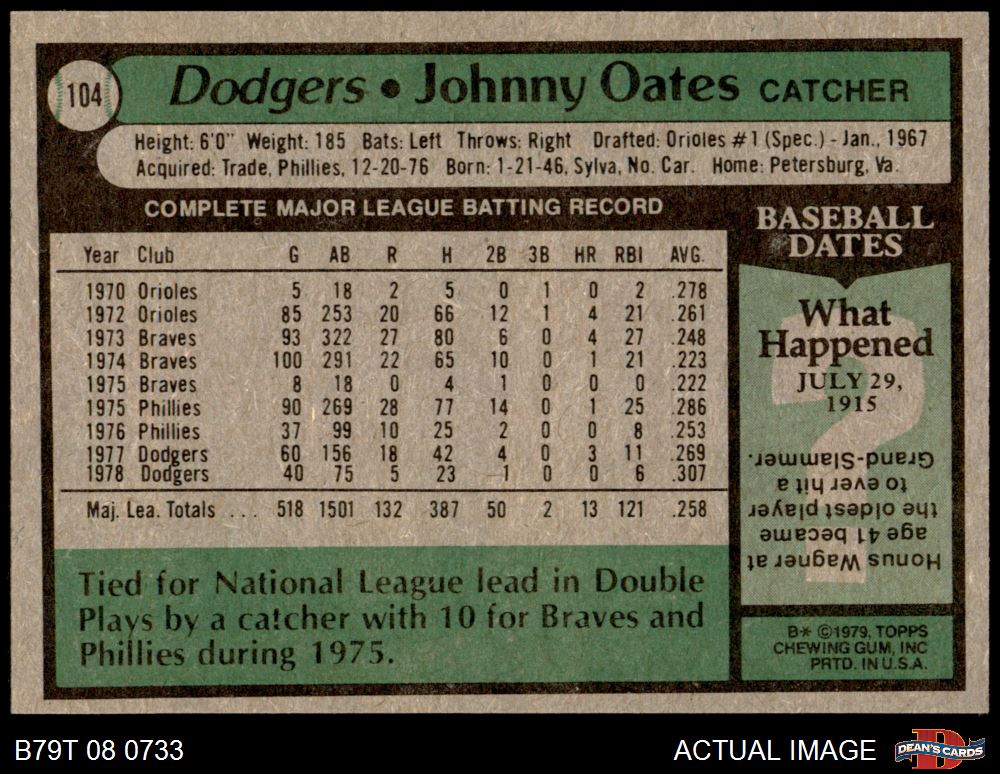 104
Dodgers • Johnny Oates CATCHER
Height: 6'0" Weight: 185 Bats: Left Throws: Right Drafted: Orioles #1 (Spec.) - Jan., 1967
Acquired: Trade, Phillies, 12-20-76 Born: 1-21-46, Sylva, No. Car. Home: Petersburg, Va.
COMPLETE MAJOR LEAGUE BATTING RECORD
Year Club G AB R H 2B 3B HR RBI AVG.
1970 Orioles 5 18 2 5 0 1 0 2 .278
1972 Orioles 85 253 20 66 12 1 4 21 .261
1973 Braves 93 322 27 80 6 0 4 27 .248
1974 Braves 100 291 22 65 10 0 1 21 .223
1975 Braves 8 18 0 4 1 0 0 0 .222
1975 Phillies 90 269 28 77 14 0 1 25 .286
1976 Phillies 37 99 10 25 2 0 0 8 .253
1977 Dodgers 60 156 18 42 4 0 3 11 .269
1978 Dodgers 40 75 5 23 1 0 0 6 .307
Maj. Lea. Totals ... 518 1501 132 387 50 2 13 121 .258
Tied for National League lead in Double
Plays by a catcher with 10 for Braves and
Phillies during 1975.
BASEBALL
DATES
What
Happened
JULY 29,
1915
?
Honus Wagner at
age 41 became
the oldest player
to ever hit a
Grand-Slammer.
B* ©1979, TOPPS
CHEWING GUM, INC
PRTD. IN U.S.A.
B79T 08 0733
ACTUAL IMAGE
D
DEAN'S CARDS